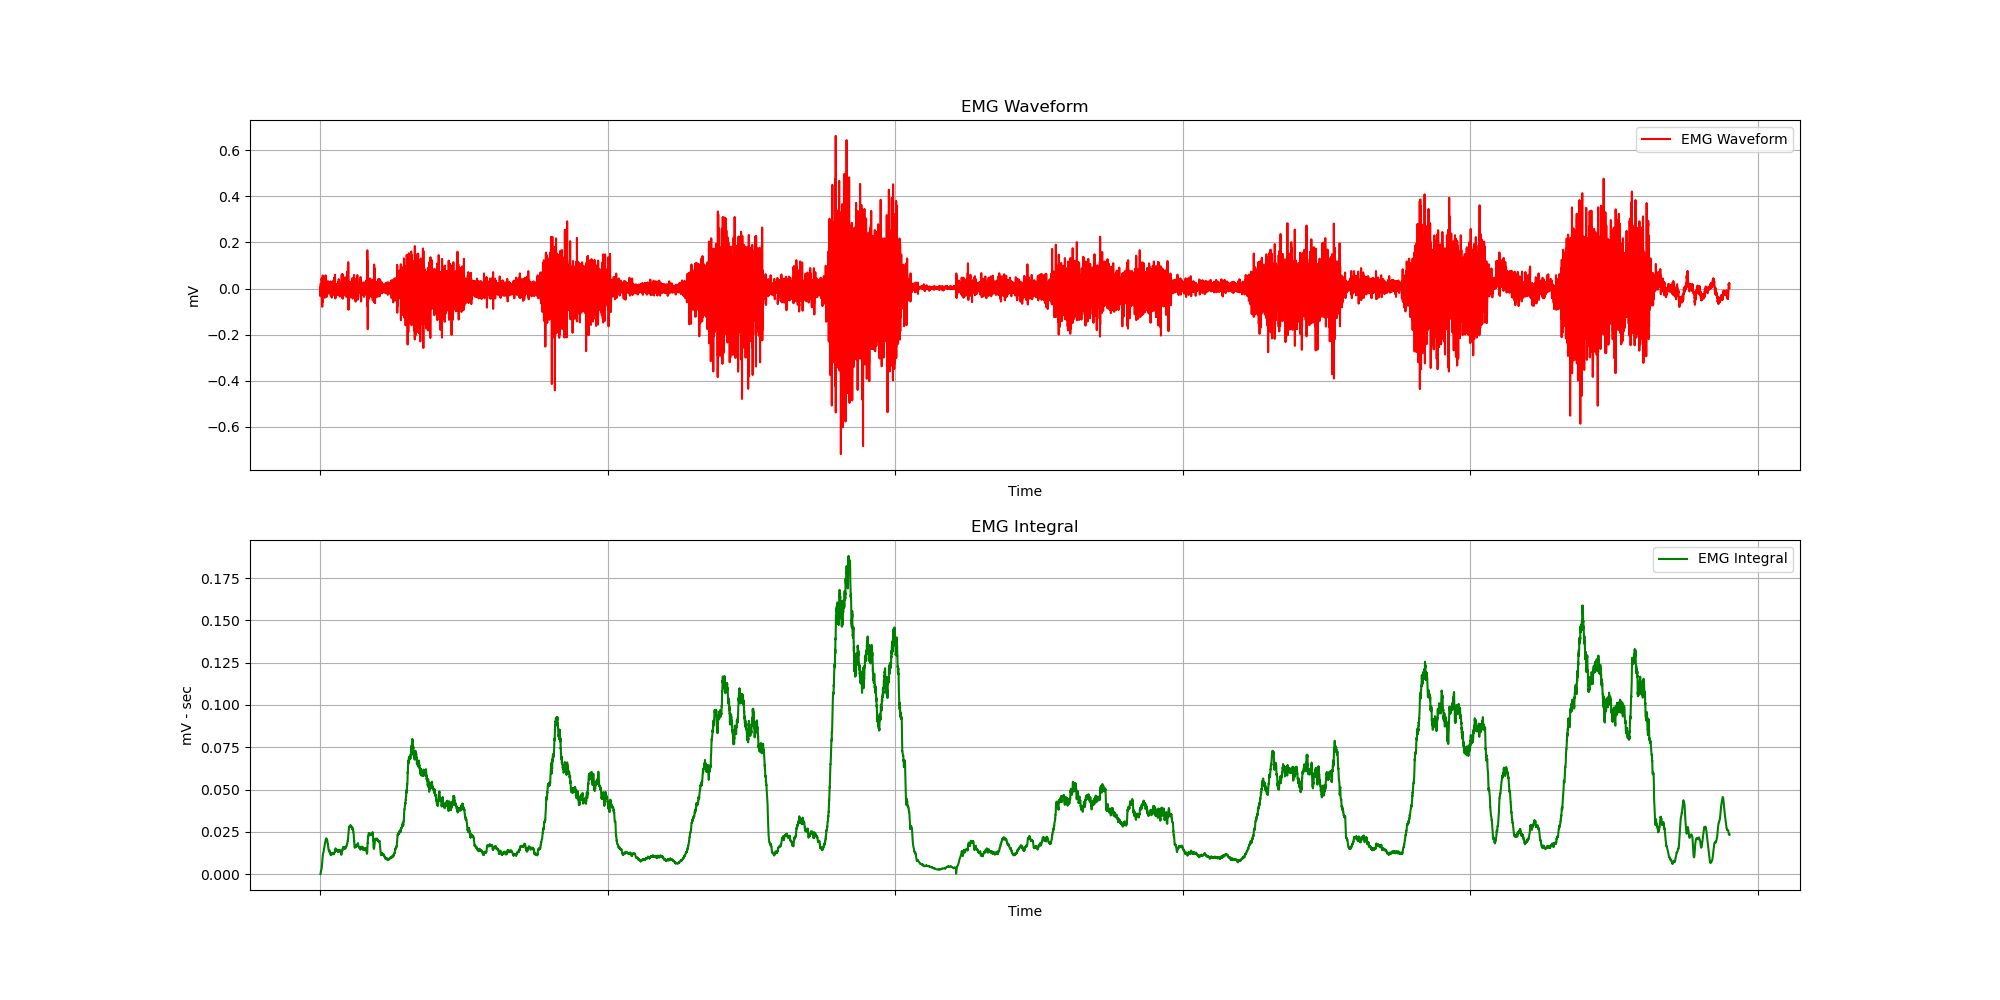 EMG Waveform
EMG Waveform
0.6
0.4
0.2
0.0
−0.2
−0.4
−0.6
mV
Time
EMG Integral
EMG Integral
0.175
0.150
0.125
0.100
0.075
0.050
0.025
0.000
mV - sec
Time